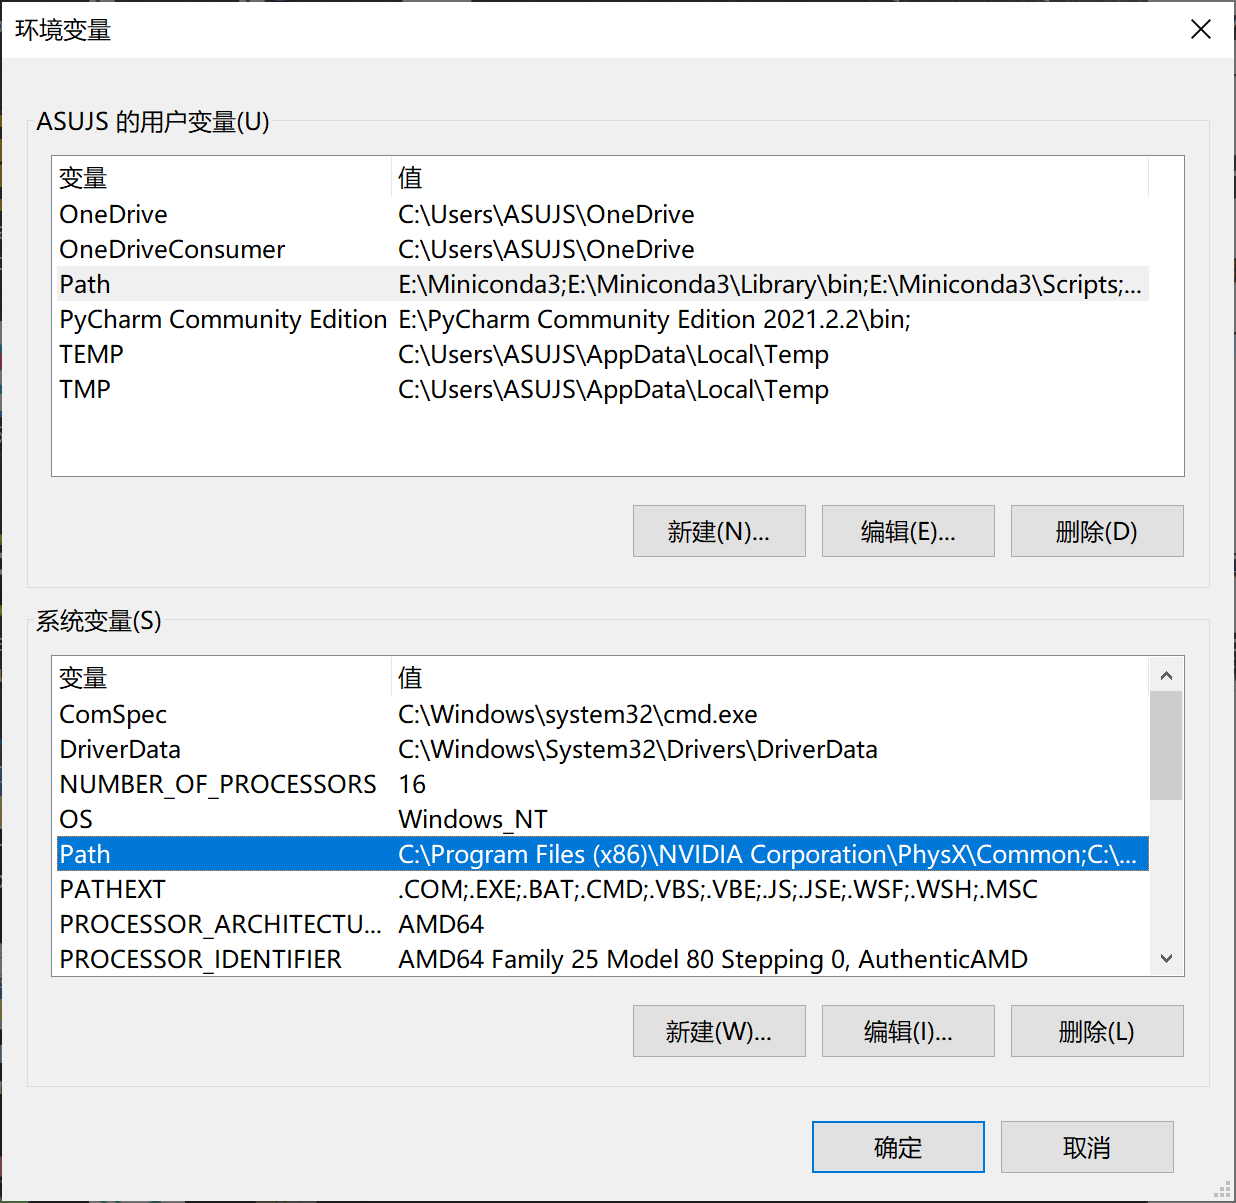 环境变量
ASUJS 的用户变量(U)
变量 值
OneDrive C:\Users\ASUJS\OneDrive
OneDriveConsumer C:\Users\ASUJS\OneDrive
Path E:\Miniconda3;E:\Miniconda3\Library\bin;E:\Miniconda3\Scripts;...
PyCharm Community Edition E:\PyCharm Community Edition 2021.2.2\bin;
TEMP C:\Users\ASUJS\AppData\Local\Temp
TMP C:\Users\ASUJS\AppData\Local\Temp
新建(N)... 编辑(E)... 删除(D)
系统变量(S)
变量 值
ComSpec C:\Windows\system32\cmd.exe
DriverData C:\Windows\System32\Drivers\DriverData
NUMBER_OF_PROCESSORS 16
OS Windows_NT
Path C:\Program Files (x86)\NVIDIA Corporation\PhysX\Common;C:\...
PATHEXT .COM;.EXE;.BAT;.CMD;.VBS;.VBE;.JS;.JSE;.WSF;.WSH;.MSC
PROCESSOR_ARCHITECTU... AMD64
PROCESSOR_IDENTIFIER AMD64 Family 25 Model 80 Stepping 0, AuthenticAMD
新建(W)... 编辑(I)... 删除(L)
确定 取消